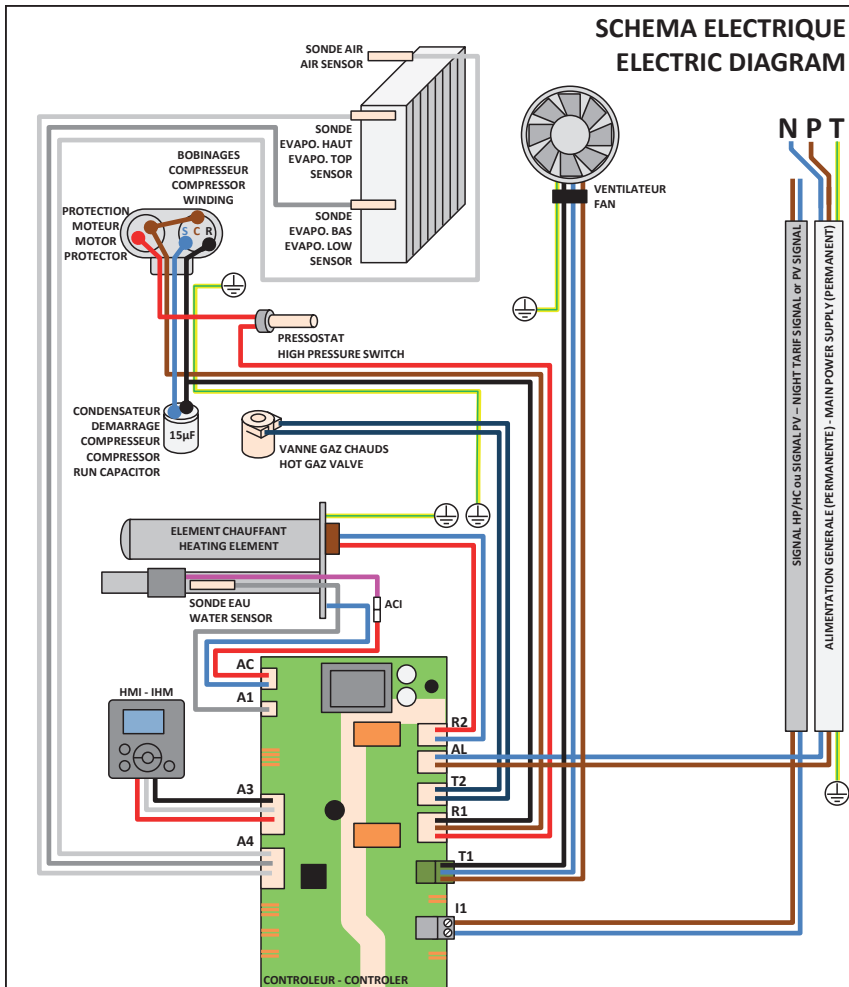 SCHEMA ELECTRIQUE
ELECTRIC DIAGRAM
SONDE AIR
AIR SENSOR
SONDE
EVAPO. HAUT
EVAPO. TOP
SENSOR
BOBINAGES
COMPRESSEUR
COMPRESSOR
WINDING
PROTECTION
MOTEUR
MOTOR
PROTECTOR
S C R
SONDE
EVAPO. BAS
EVAPO. LOW
SENSOR
VENTILATEUR
FAN
N P T
SIGNAL HP/HC ou SIGNAL PV – NIGHT TARIF SIGNAL or PV SIGNAL
ALIMENTATION GENERALE (PERMANENTE) - MAIN POWER SUPPLY (PERMANENT)
PRESSOSTAT
HIGH PRESSURE SWITCH
CONDENSATEUR
DEMARRAGE
COMPRESSEUR
COMPRESSOR
RUN CAPACITOR
15µF
VANNE GAZ CHAUDS
HOT GAZ VALVE
ELEMENT CHAUFFANT
HEATING ELEMENT
SONDE EAU
WATER SENSOR
ACI
HMI - IHM
AC
A1
A3
A4
R2
AL
T2
R1
T1
I1
CONTROLEUR - CONTROLER